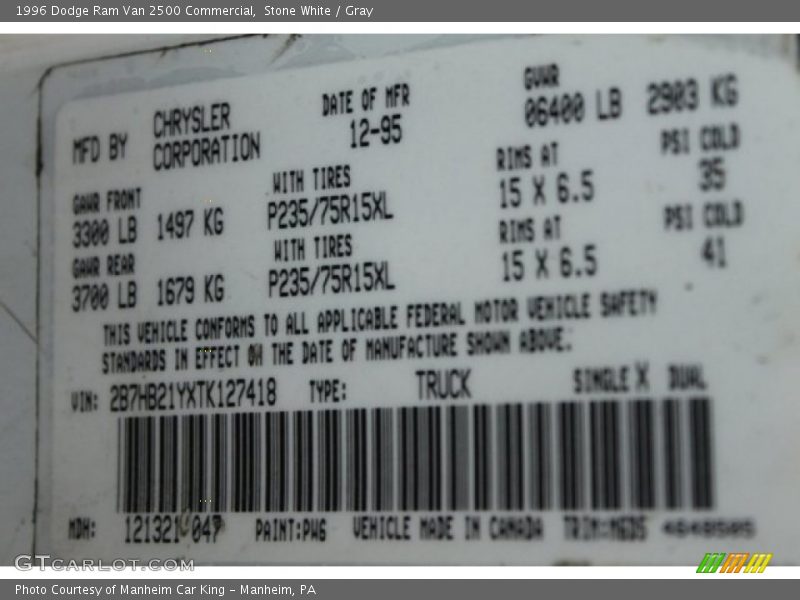 1996 Dodge Ram Van 2500 Commercial, Stone White / Gray
MFD BY CHRYSLER CORPORATION
DATE OF MFR 12-95
GVWR 06400 LB 2903 KG
GAWR FRONT 3300 LB 1497 KG
WITH TIRES P235/75R15XL
RIMS AT 15 X 6.5
PSI COLD 35
GAWR REAR 3700 LB 1679 KG
WITH TIRES P235/75R15XL
RIMS AT 15 X 6.5
PSI COLD 41
THIS VEHICLE CONFORMS TO ALL APPLICABLE FEDERAL MOTOR VEHICLE SAFETY
STANDARDS IN EFFECT ON THE DATE OF MANUFACTURE SHOWN ABOVE:
VIN: 2B7HB21YXTK127418 TYPE: TRUCK SINGLE X DUAL
MDH: 121321 047 PAINT:PW6 VEHICLE MADE IN CANADA
GTCarLot.com
Photo Courtesy of Manheim Car King - Manheim, PA